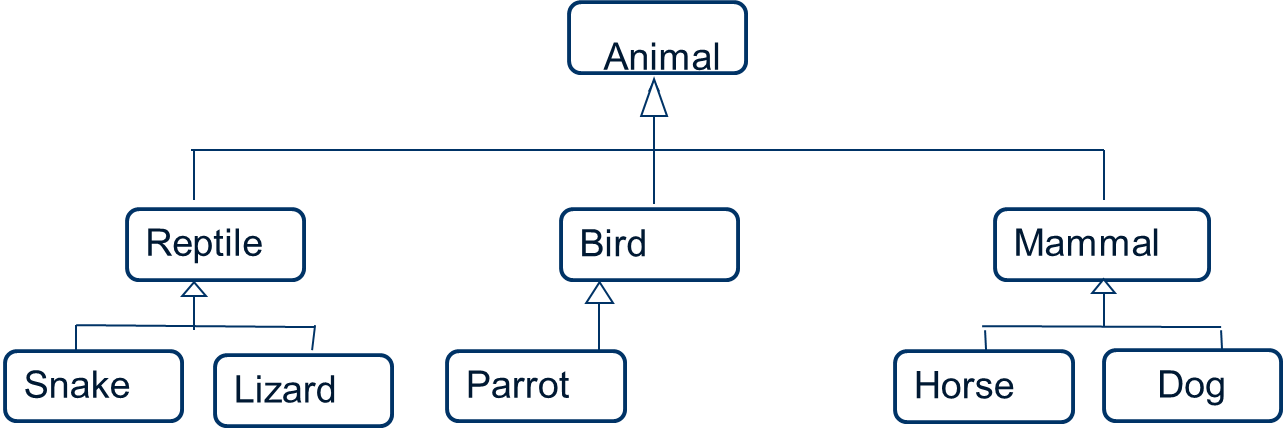 Animal
Reptile
Bird
Mammal
Snake
Lizard
Parrot
Horse
Dog